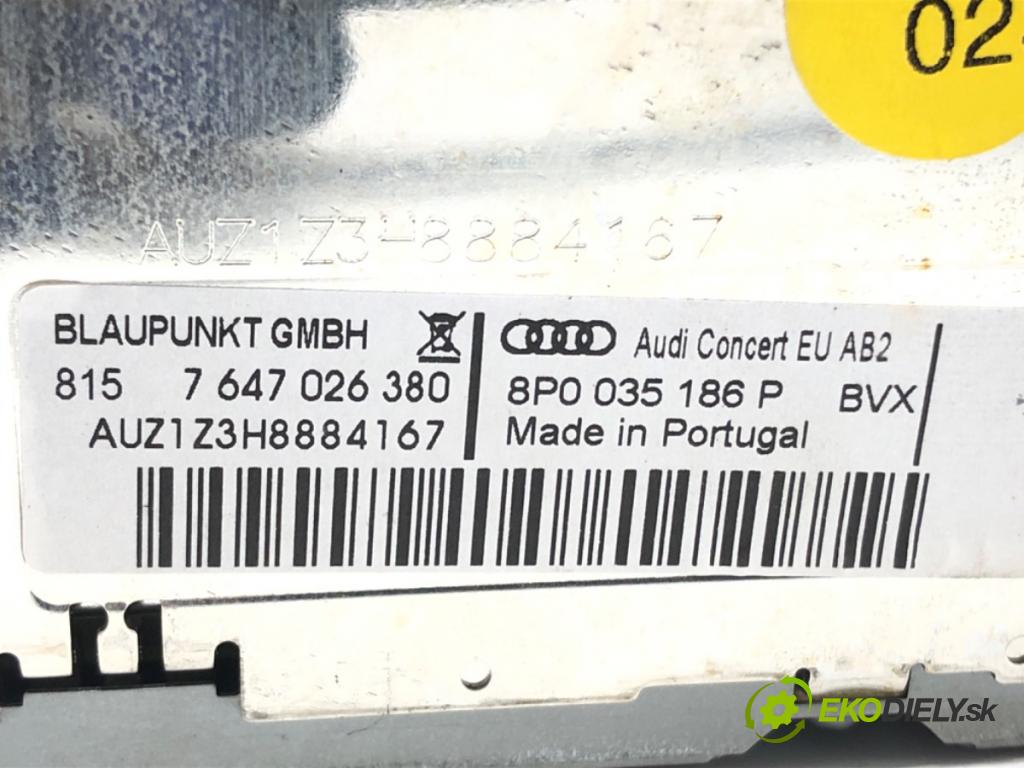 02
AUZ1Z3H8884167
BLAUPUNKT GMBH
815 7 647 026 380
AUZ1Z3H8884167
Audi Concert EU AB2
8P0 035 186 P BVX
Made in Portugal
EKODIELY.sk